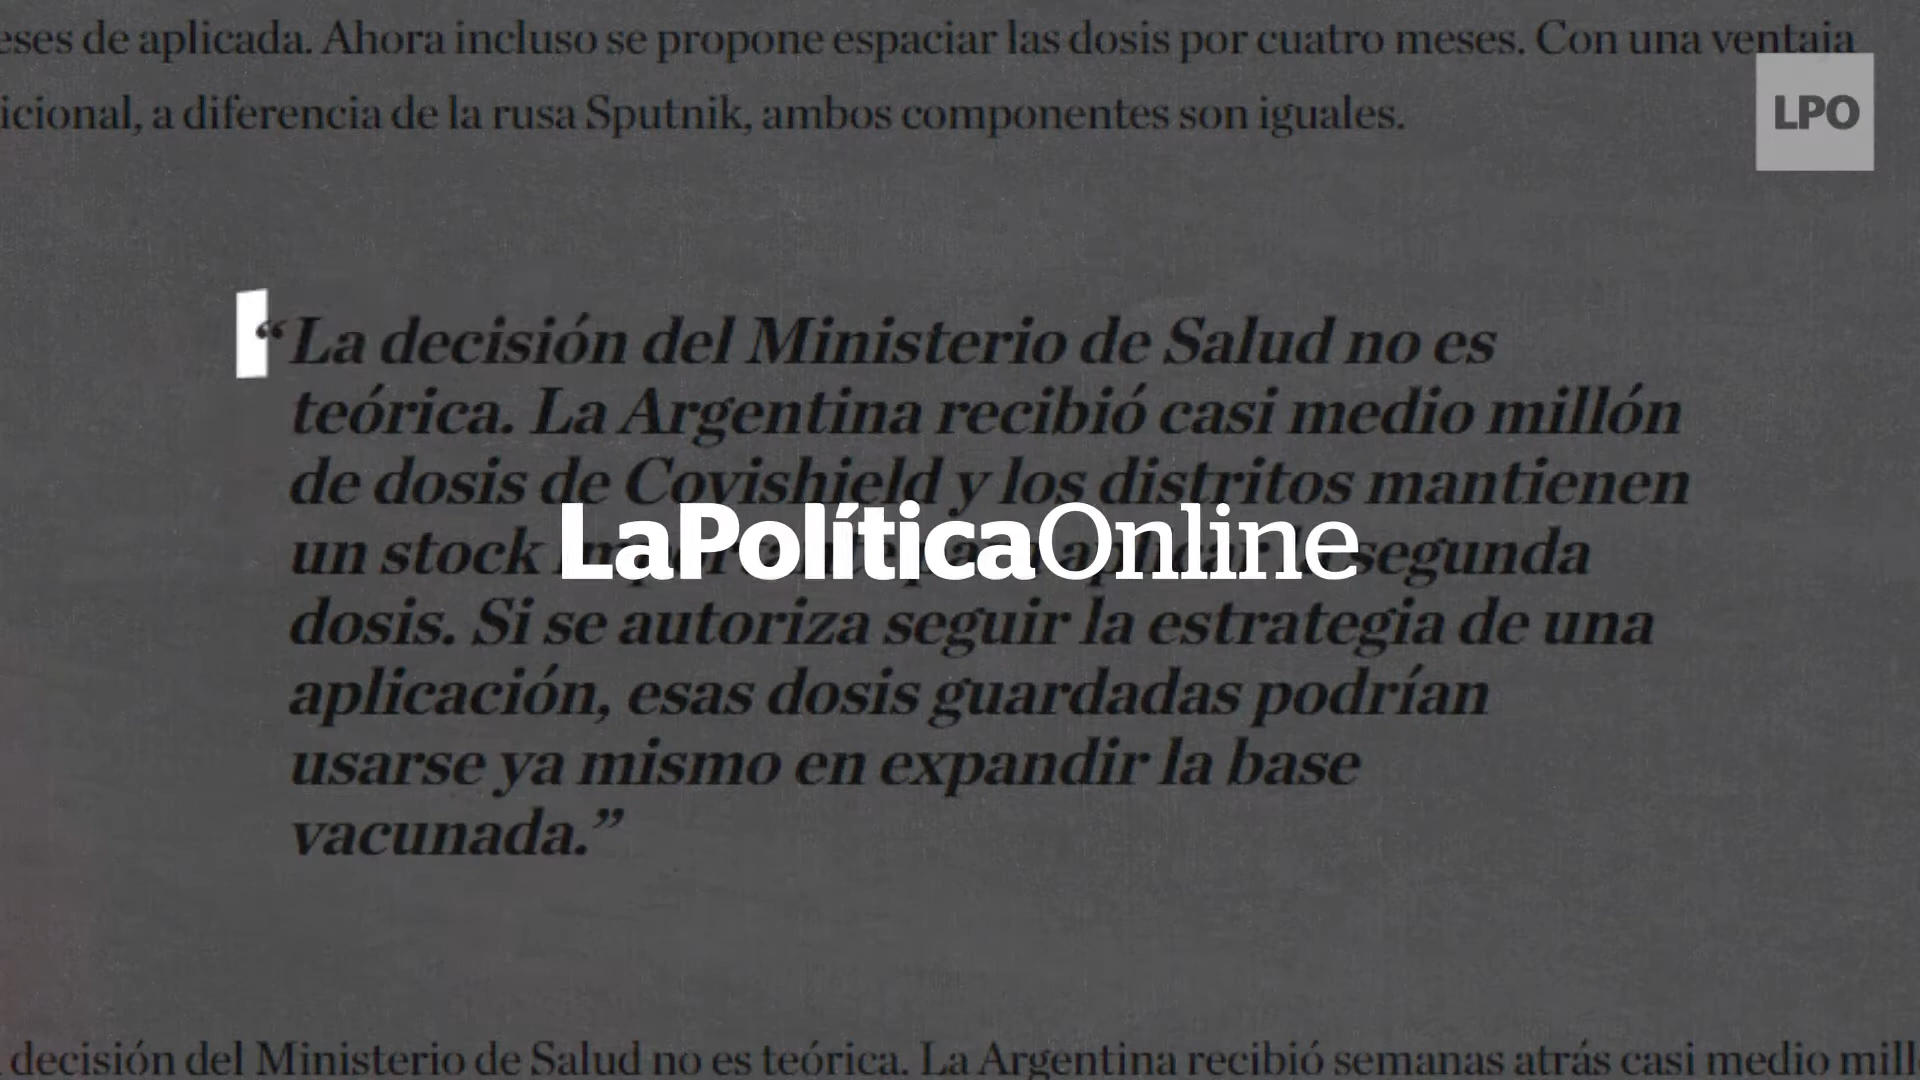 eses de aplicada. Ahora incluso se propone espaciar las dosis por cuatro meses. Con una ventaja
LPO
icional, a diferencia de la rusa Sputnik, ambos componentes son iguales.
“La decisión del Ministerio de Salud no es
teórica. La Argentina recibió casi medio millón
de dosis de Covishield y los distritos mantienen
un stock segunda
LaPolíticaOnline
dosis. Si se autoriza seguir la estrategia de una
aplicación, esas dosis guardadas podrían
usarse ya mismo en expandir la base
vacunada.”
decisión del Ministerio de Salud no es teórica. La Argentina recibió semanas atrás casi medio mill